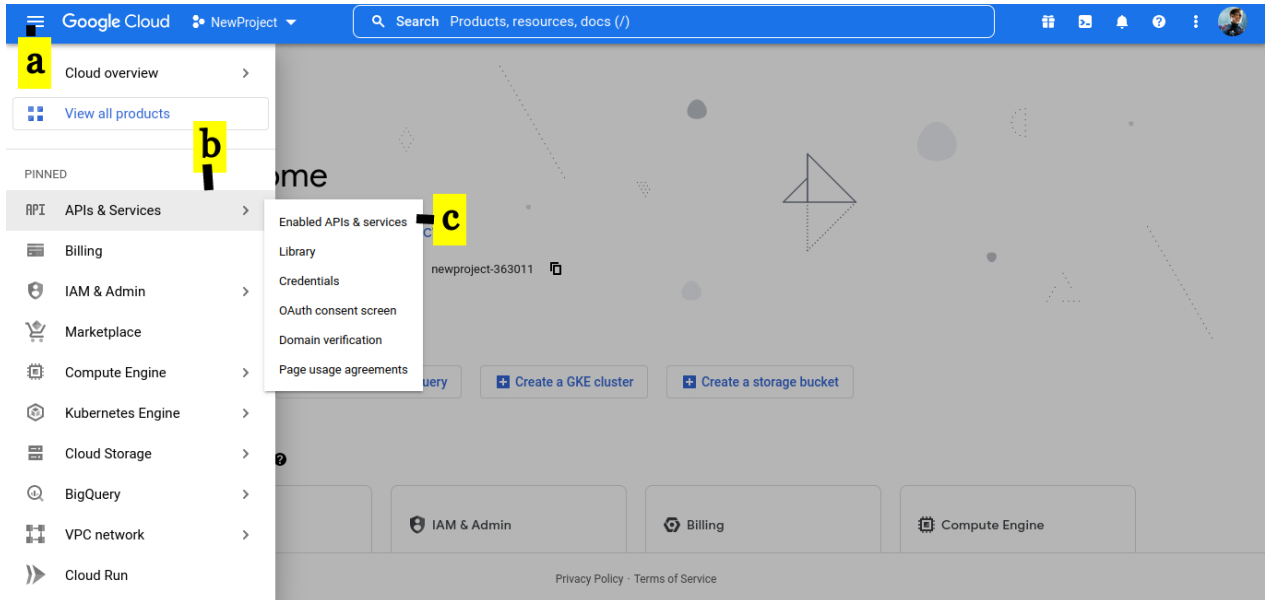 Google Cloud NewProject Search Products, resources, docs (/)
a
Cloud overview
View all products
b
PINNED
ome
API APIs & Services
Enabled APIs & services
c
C
Library
newproject-363011
Billing
Credentials
IAM & Admin
OAuth consent screen
Marketplace
Domain verification
Compute Engine
Page usage agreements
uery Create a GKE cluster Create a storage bucket
Kubernetes Engine
Cloud Storage
BigQuery
IAM & Admin Billing Compute Engine
VPC network
Cloud Run
Privacy Policy · Terms of Service